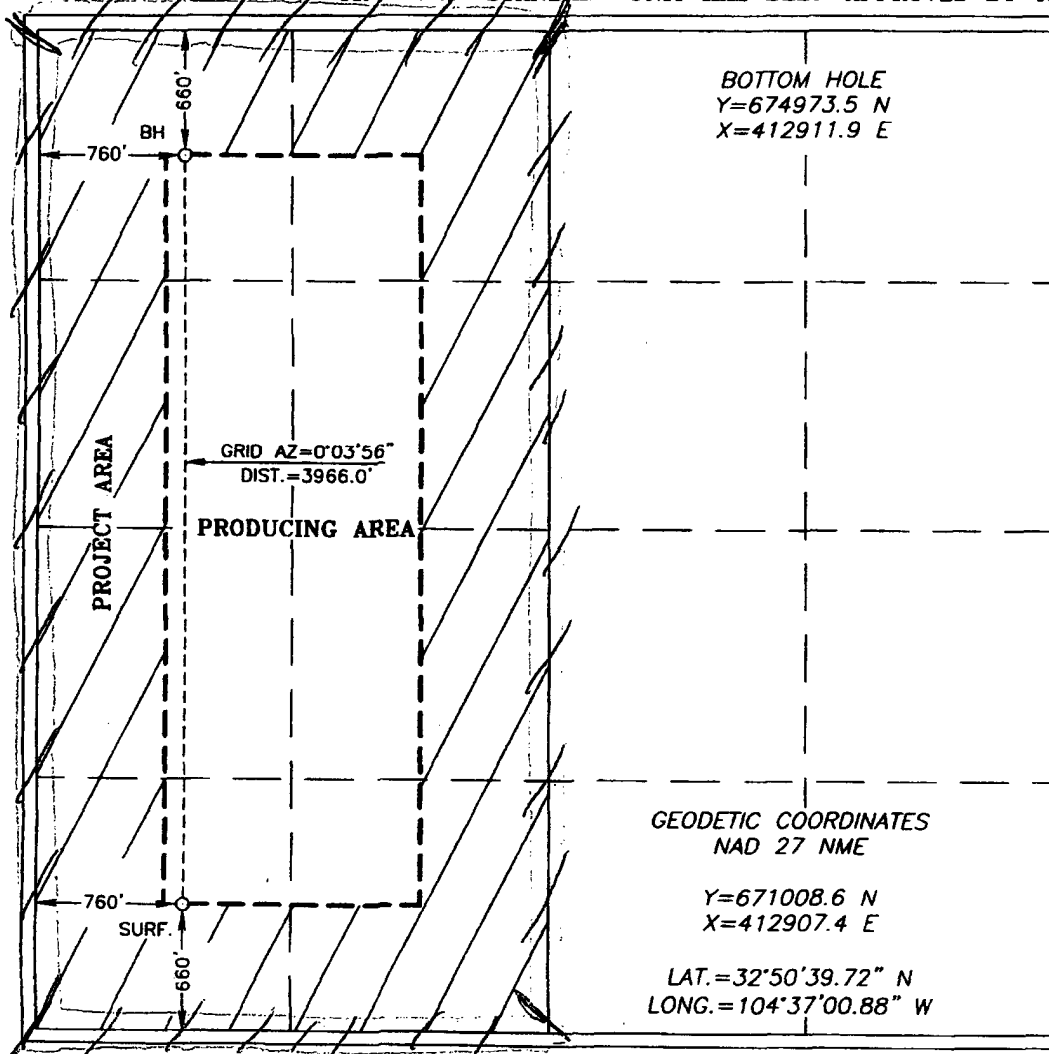 660'
BOTTOM HOLE
Y=674973.5 N
X=412911.9 E
BH
760'
GRID AZ=0°03'56"
DIST.=3966.0'
PROJECT AREA
PRODUCING AREA
760'
SURF.
660'
GEODETIC COORDINATES
NAD 27 NME
Y=671008.6 N
X=412907.4 E
LAT.=32°50'39.72" N
LONG.=104°37'00.88" W